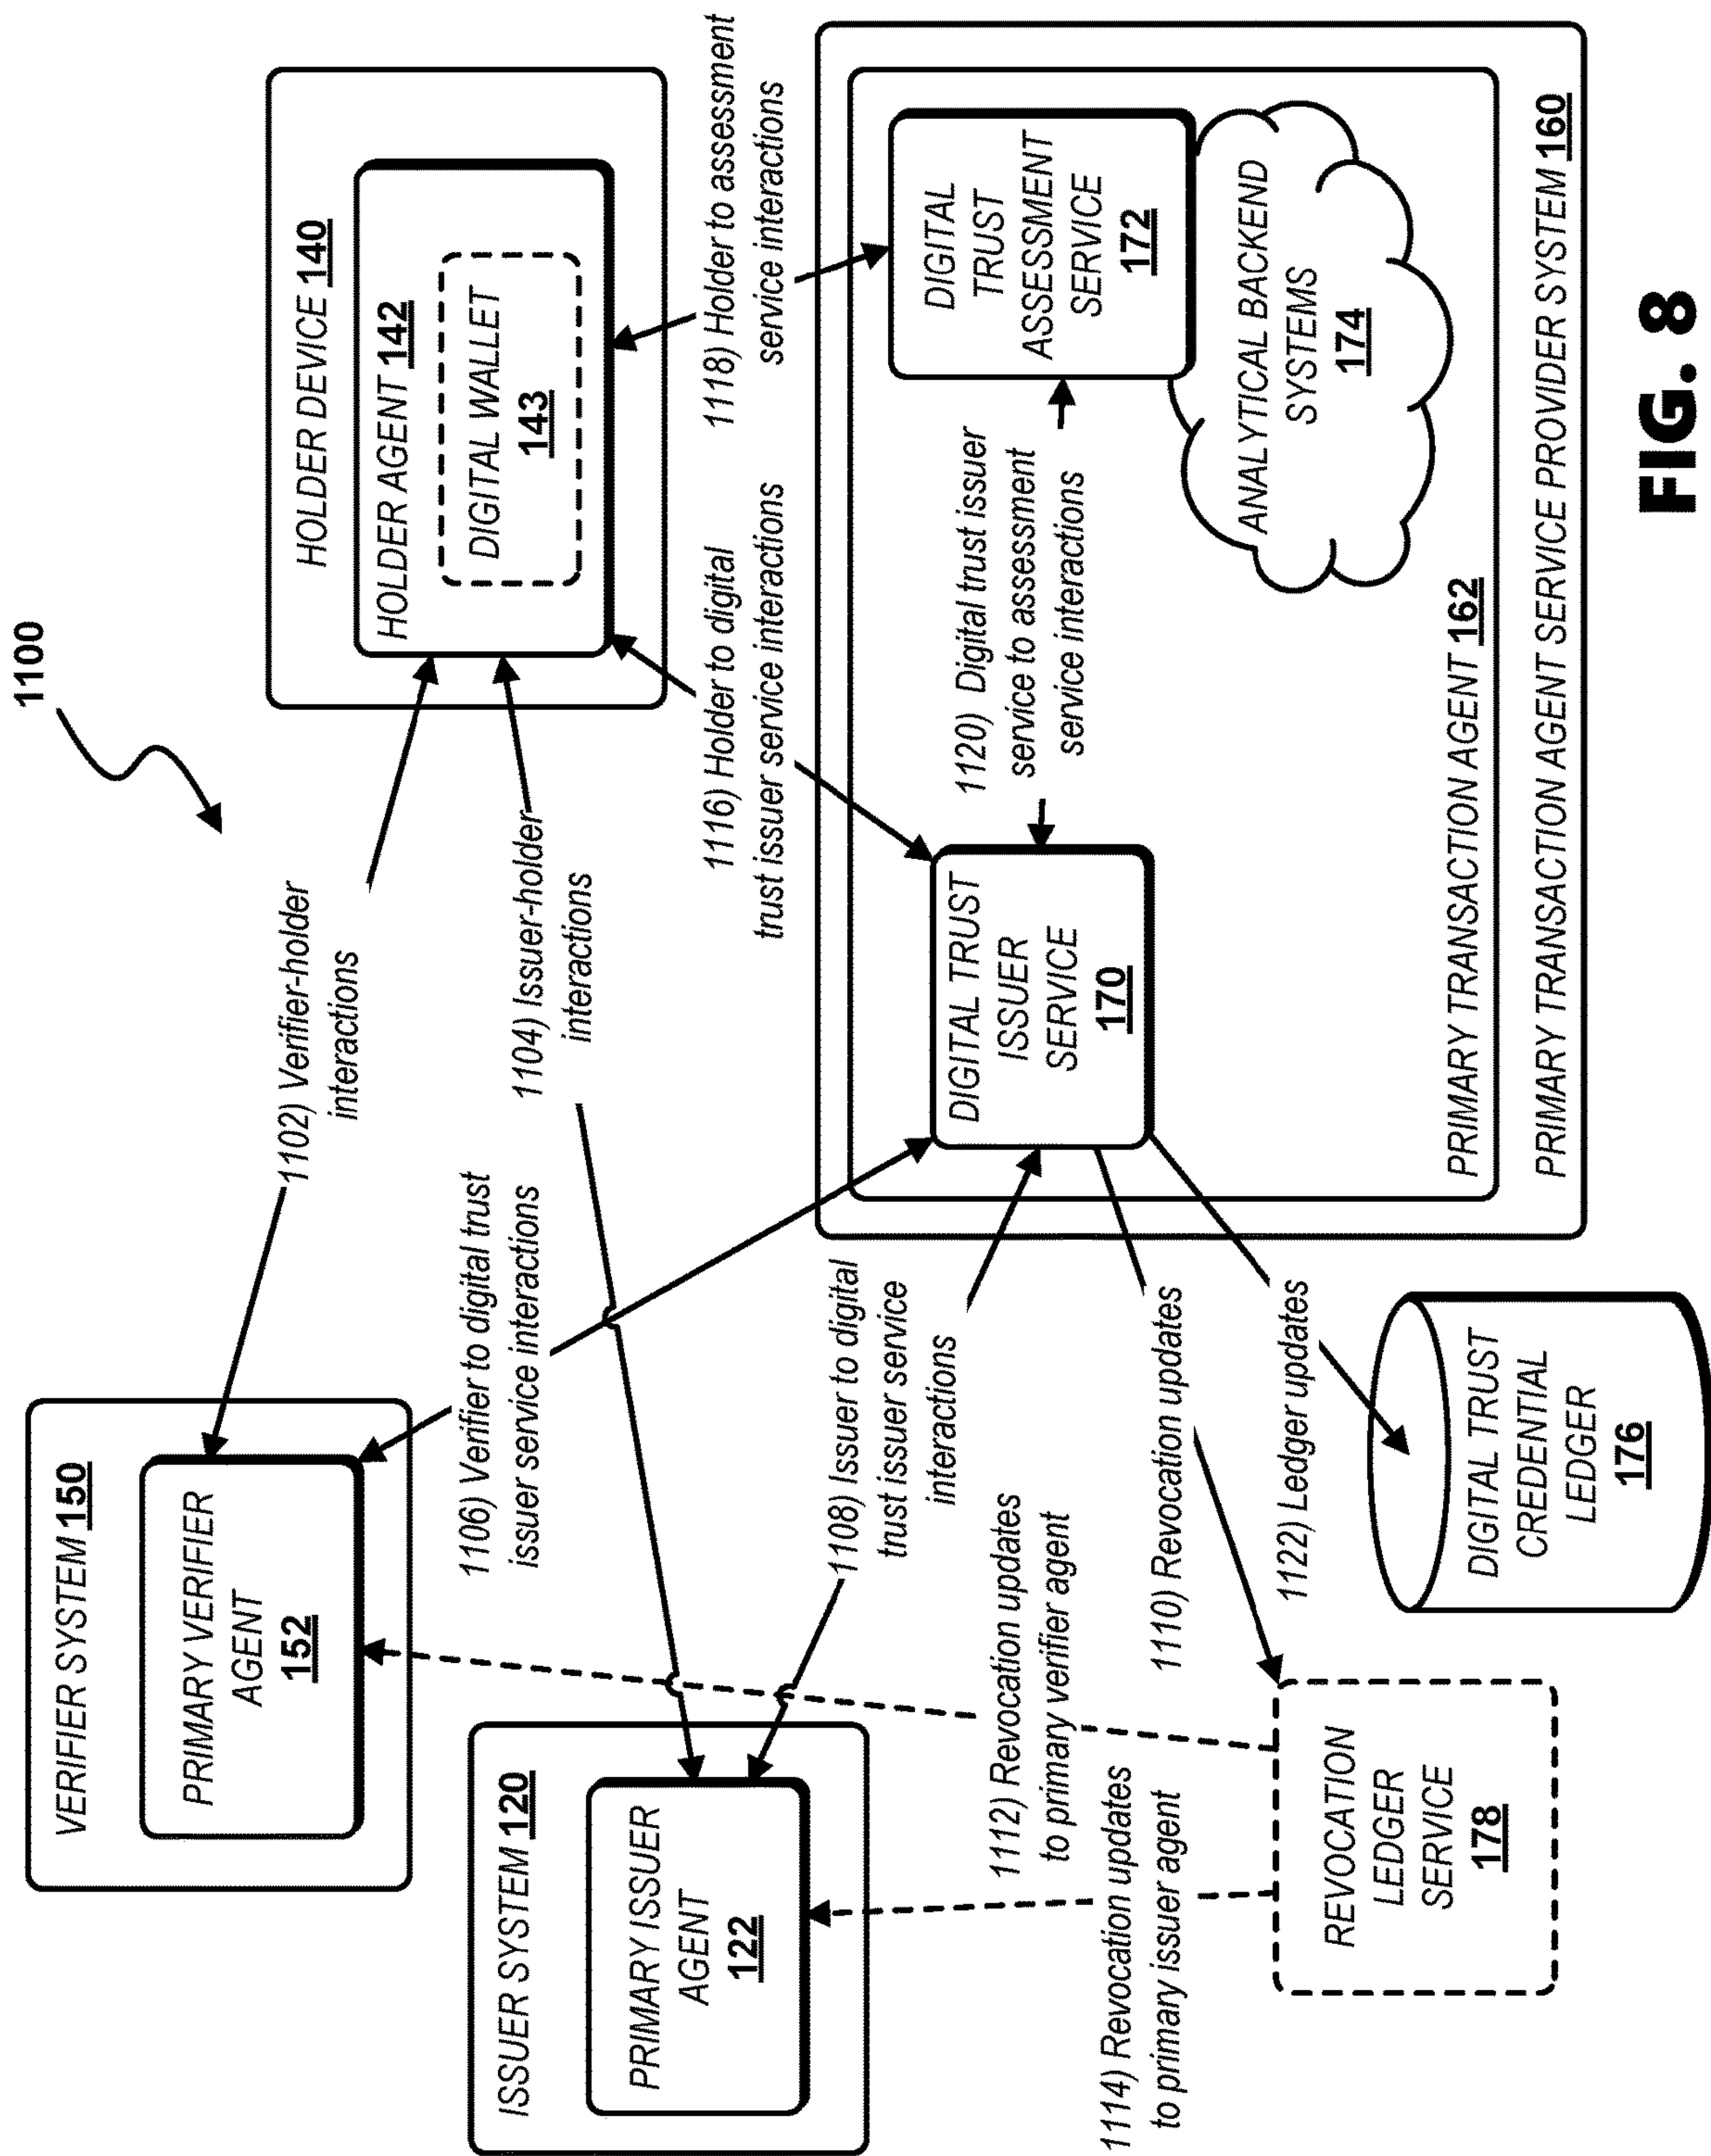 1100
VERIFIER SYSTEM 150
PRIMARY VERIFIER
AGENT
152
HOLDER DEVICE 140
HOLDER AGENT 142
DIGITAL WALLET
143
1102) Verifier-holder
interactions
1104) Issuer-holder
interactions
1106) Verifier to digital trust
issuer service interactions
ISSUER SYSTEM 120
PRIMARY ISSUER
AGENT
122
1116) Holder to digital
trust issuer service interactions
1118) Holder to assessment
service interactions
1108) Issuer to digital
trust issuer service
interactions
DIGITAL TRUST
ISSUER
SERVICE
170
1120) Digital trust issuer
service to assessment
service interactions
DIGITAL
TRUST
ASSESSMENT
SERVICE
172
ANALYTICAL BACKEND
SYSTEMS
174
1112) Revocation updates
to primary verifier agent
1114) Revocation updates
to primary issuer agent
1110) Revocation updates
1122) Ledger updates
PRIMARY TRANSACTION AGENT 162
PRIMARY TRANSACTION AGENT SERVICE PROVIDER SYSTEM 160
REVOCATION
LEDGER
SERVICE
178
DIGITAL TRUST
CREDENTIAL
LEDGER
176
FIG. 8